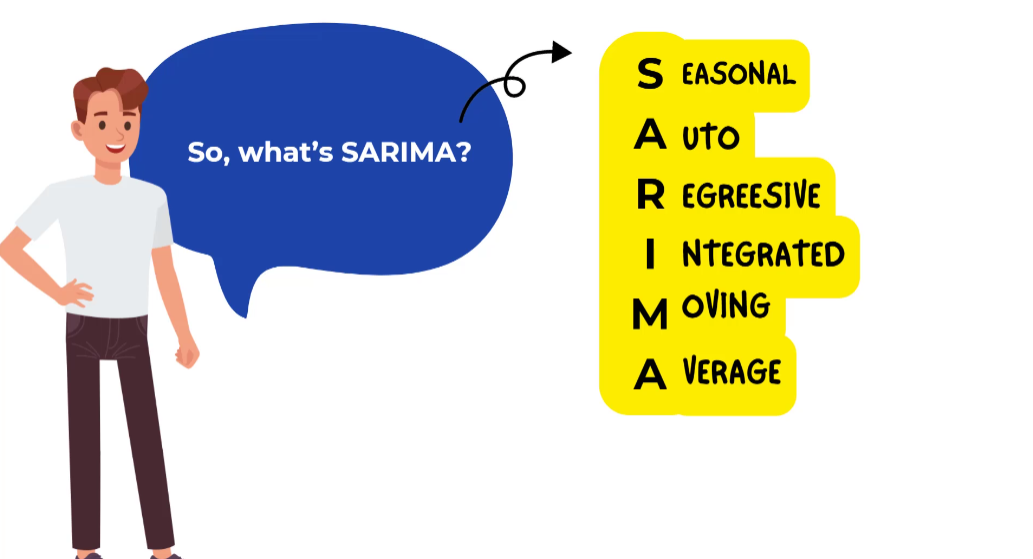 So, what's SARIMA?
S EASONAL
A UTO
R EGREESIVE
I NTEGRATED
M OVING
A VERAGE